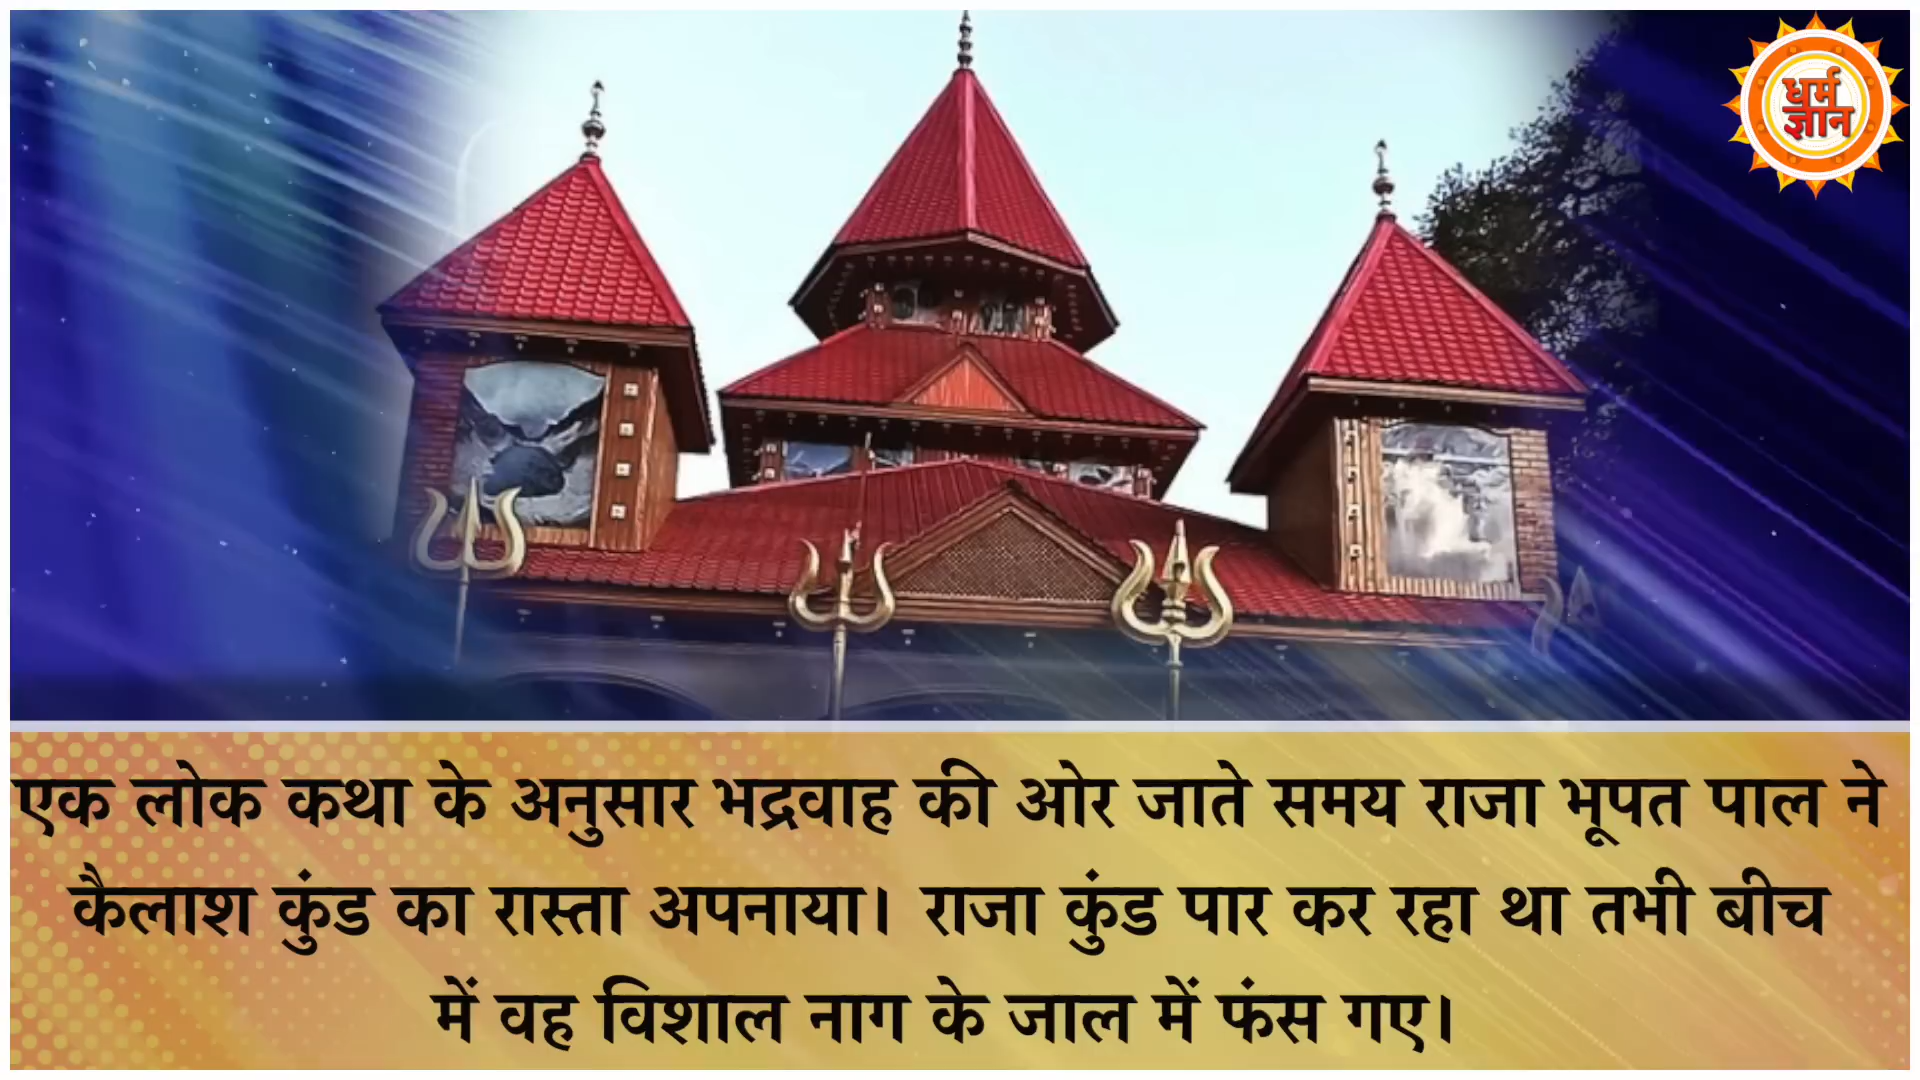 धर्म
ज्ञान
एक लोक कथा के अनुसार भद्रवाह की ओर जाते समय राजा भूपत पाल ने
कैलाश कुंड का रास्ता अपनाया। राजा कुंड पार कर रहा था तभी बीच
में वह विशाल नाग के जाल में फंस गए।